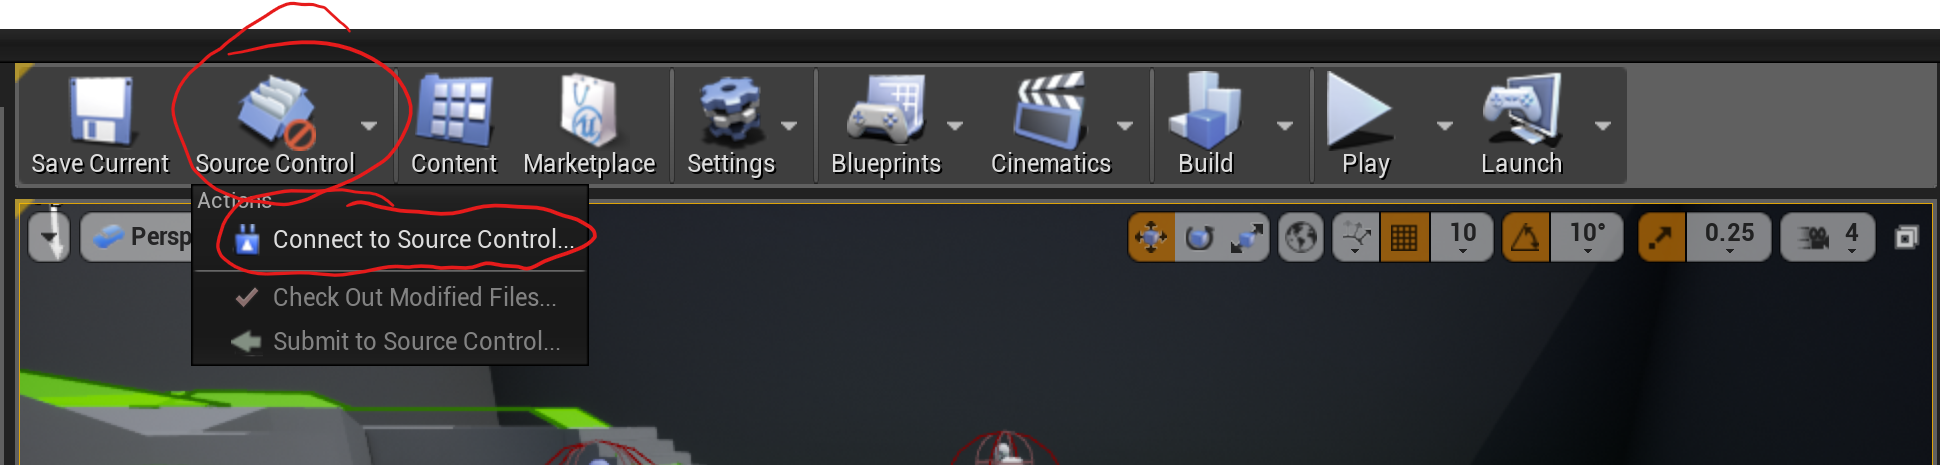 Save Current
Source Control
Content
Marketplace
Settings
Blueprints
Cinematics
Build
Play
Launch
Actions
Connect to Source Control...
Check Out Modified Files...
Submit to Source Control...
Persp
10
10°
0.25
4